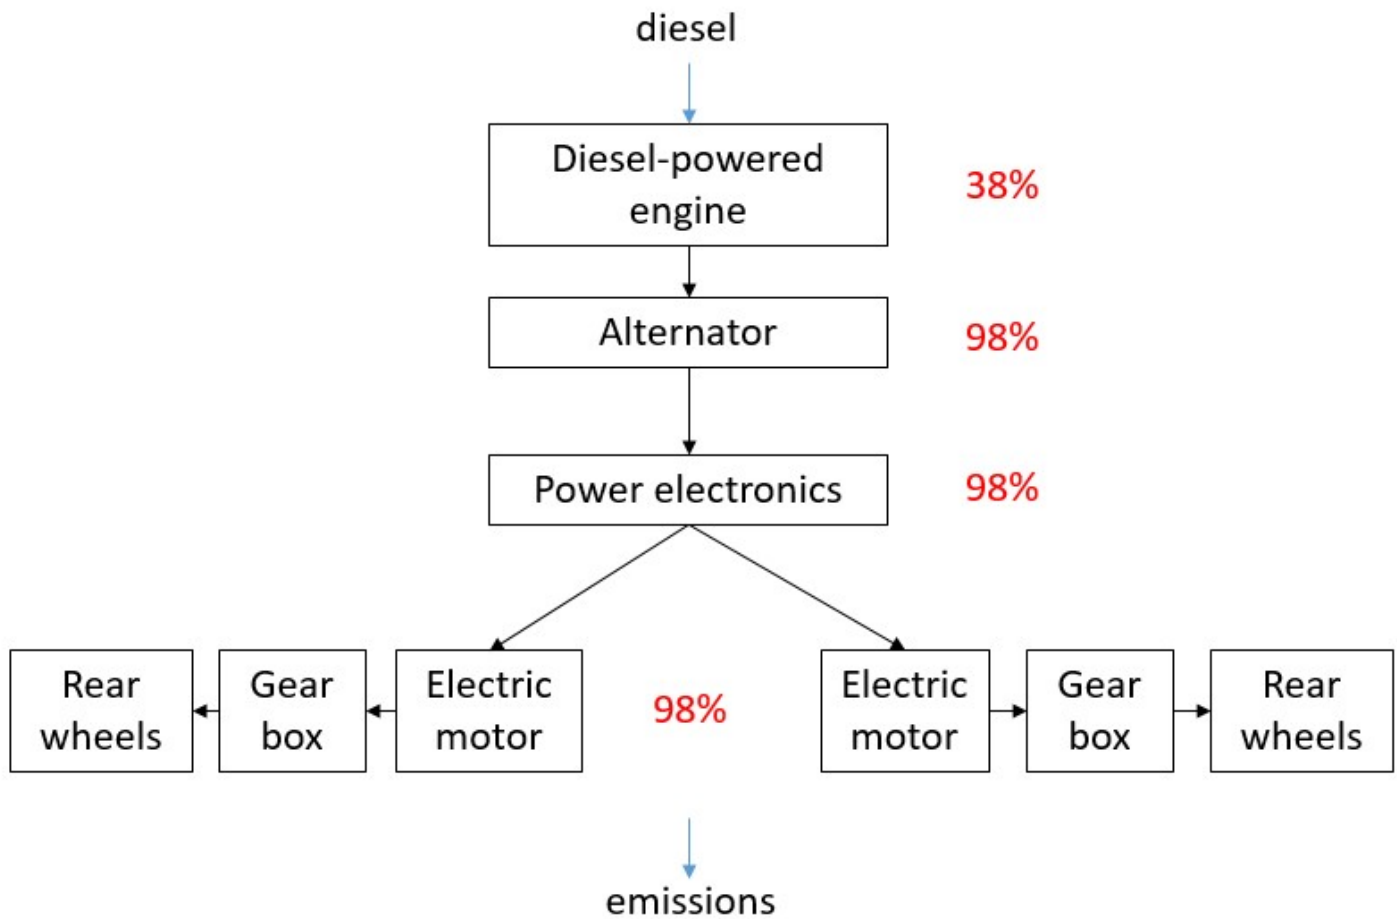 diesel
Diesel-powered
engine
38%
Alternator
98%
Power electronics
98%
Rear
wheels
Gear
box
Electric
motor
98%
Electric
motor
Gear
box
Rear
wheels
emissions